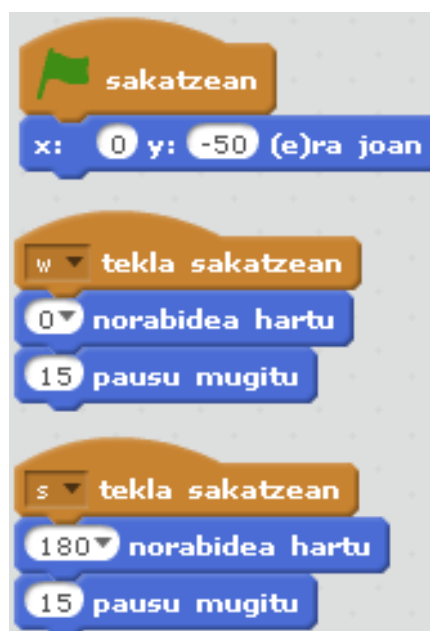 sakatzean
x: 0 y: -50 (e)ra joan
w tekla sakatzean
0 norabidea hartu
15 pausu mugitu
s tekla sakatzean
180 norabidea hartu
15 pausu mugitu